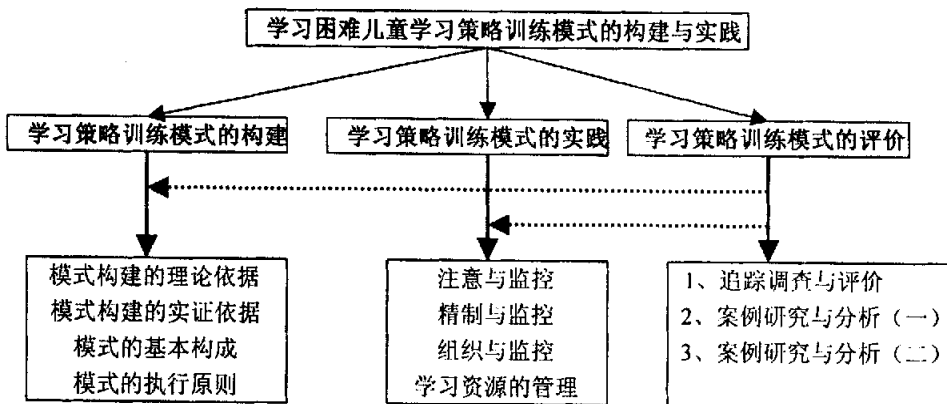 学习困难儿童学习策略训练模式的构建与实践
学习策略训练模式的构建
学习策略训练模式的实践
学习策略训练模式的评价
模式构建的理论依据
模式构建的实证依据
模式的基本构成
模式的执行原则
注意与监控
精制与监控
组织与监控
学习资源的管理
1、追踪调查与评价
2、案例研究与分析（一）
3、案例研究与分析（二）